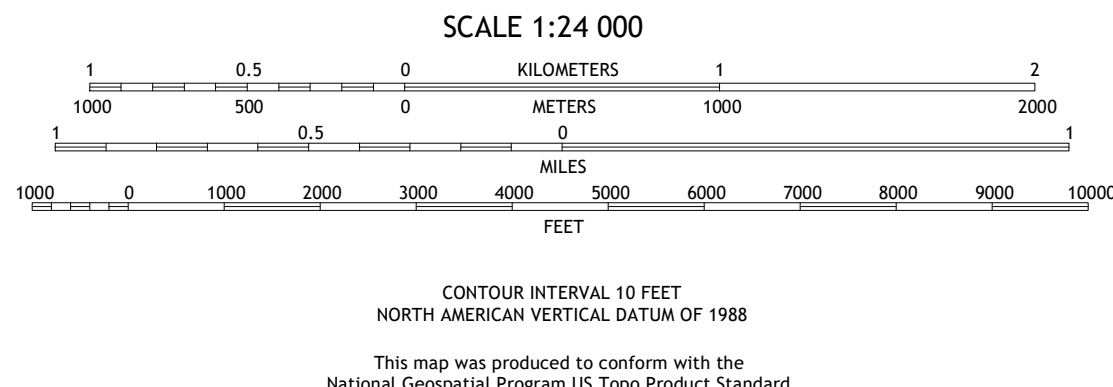 SCALE 1:24 000
1 0.5 0 KILOMETERS 1 2
1000 500 0 METERS 1000 2000
1 0.5 0 1
MILES
1000 0 1000 2000 3000 4000 5000 6000 7000 8000 9000 10000
FEET
CONTOUR INTERVAL 10 FEET
NORTH AMERICAN VERTICAL DATUM OF 1988
This map was produced to conform with the
National Geospatial Program US Topo Product Standard